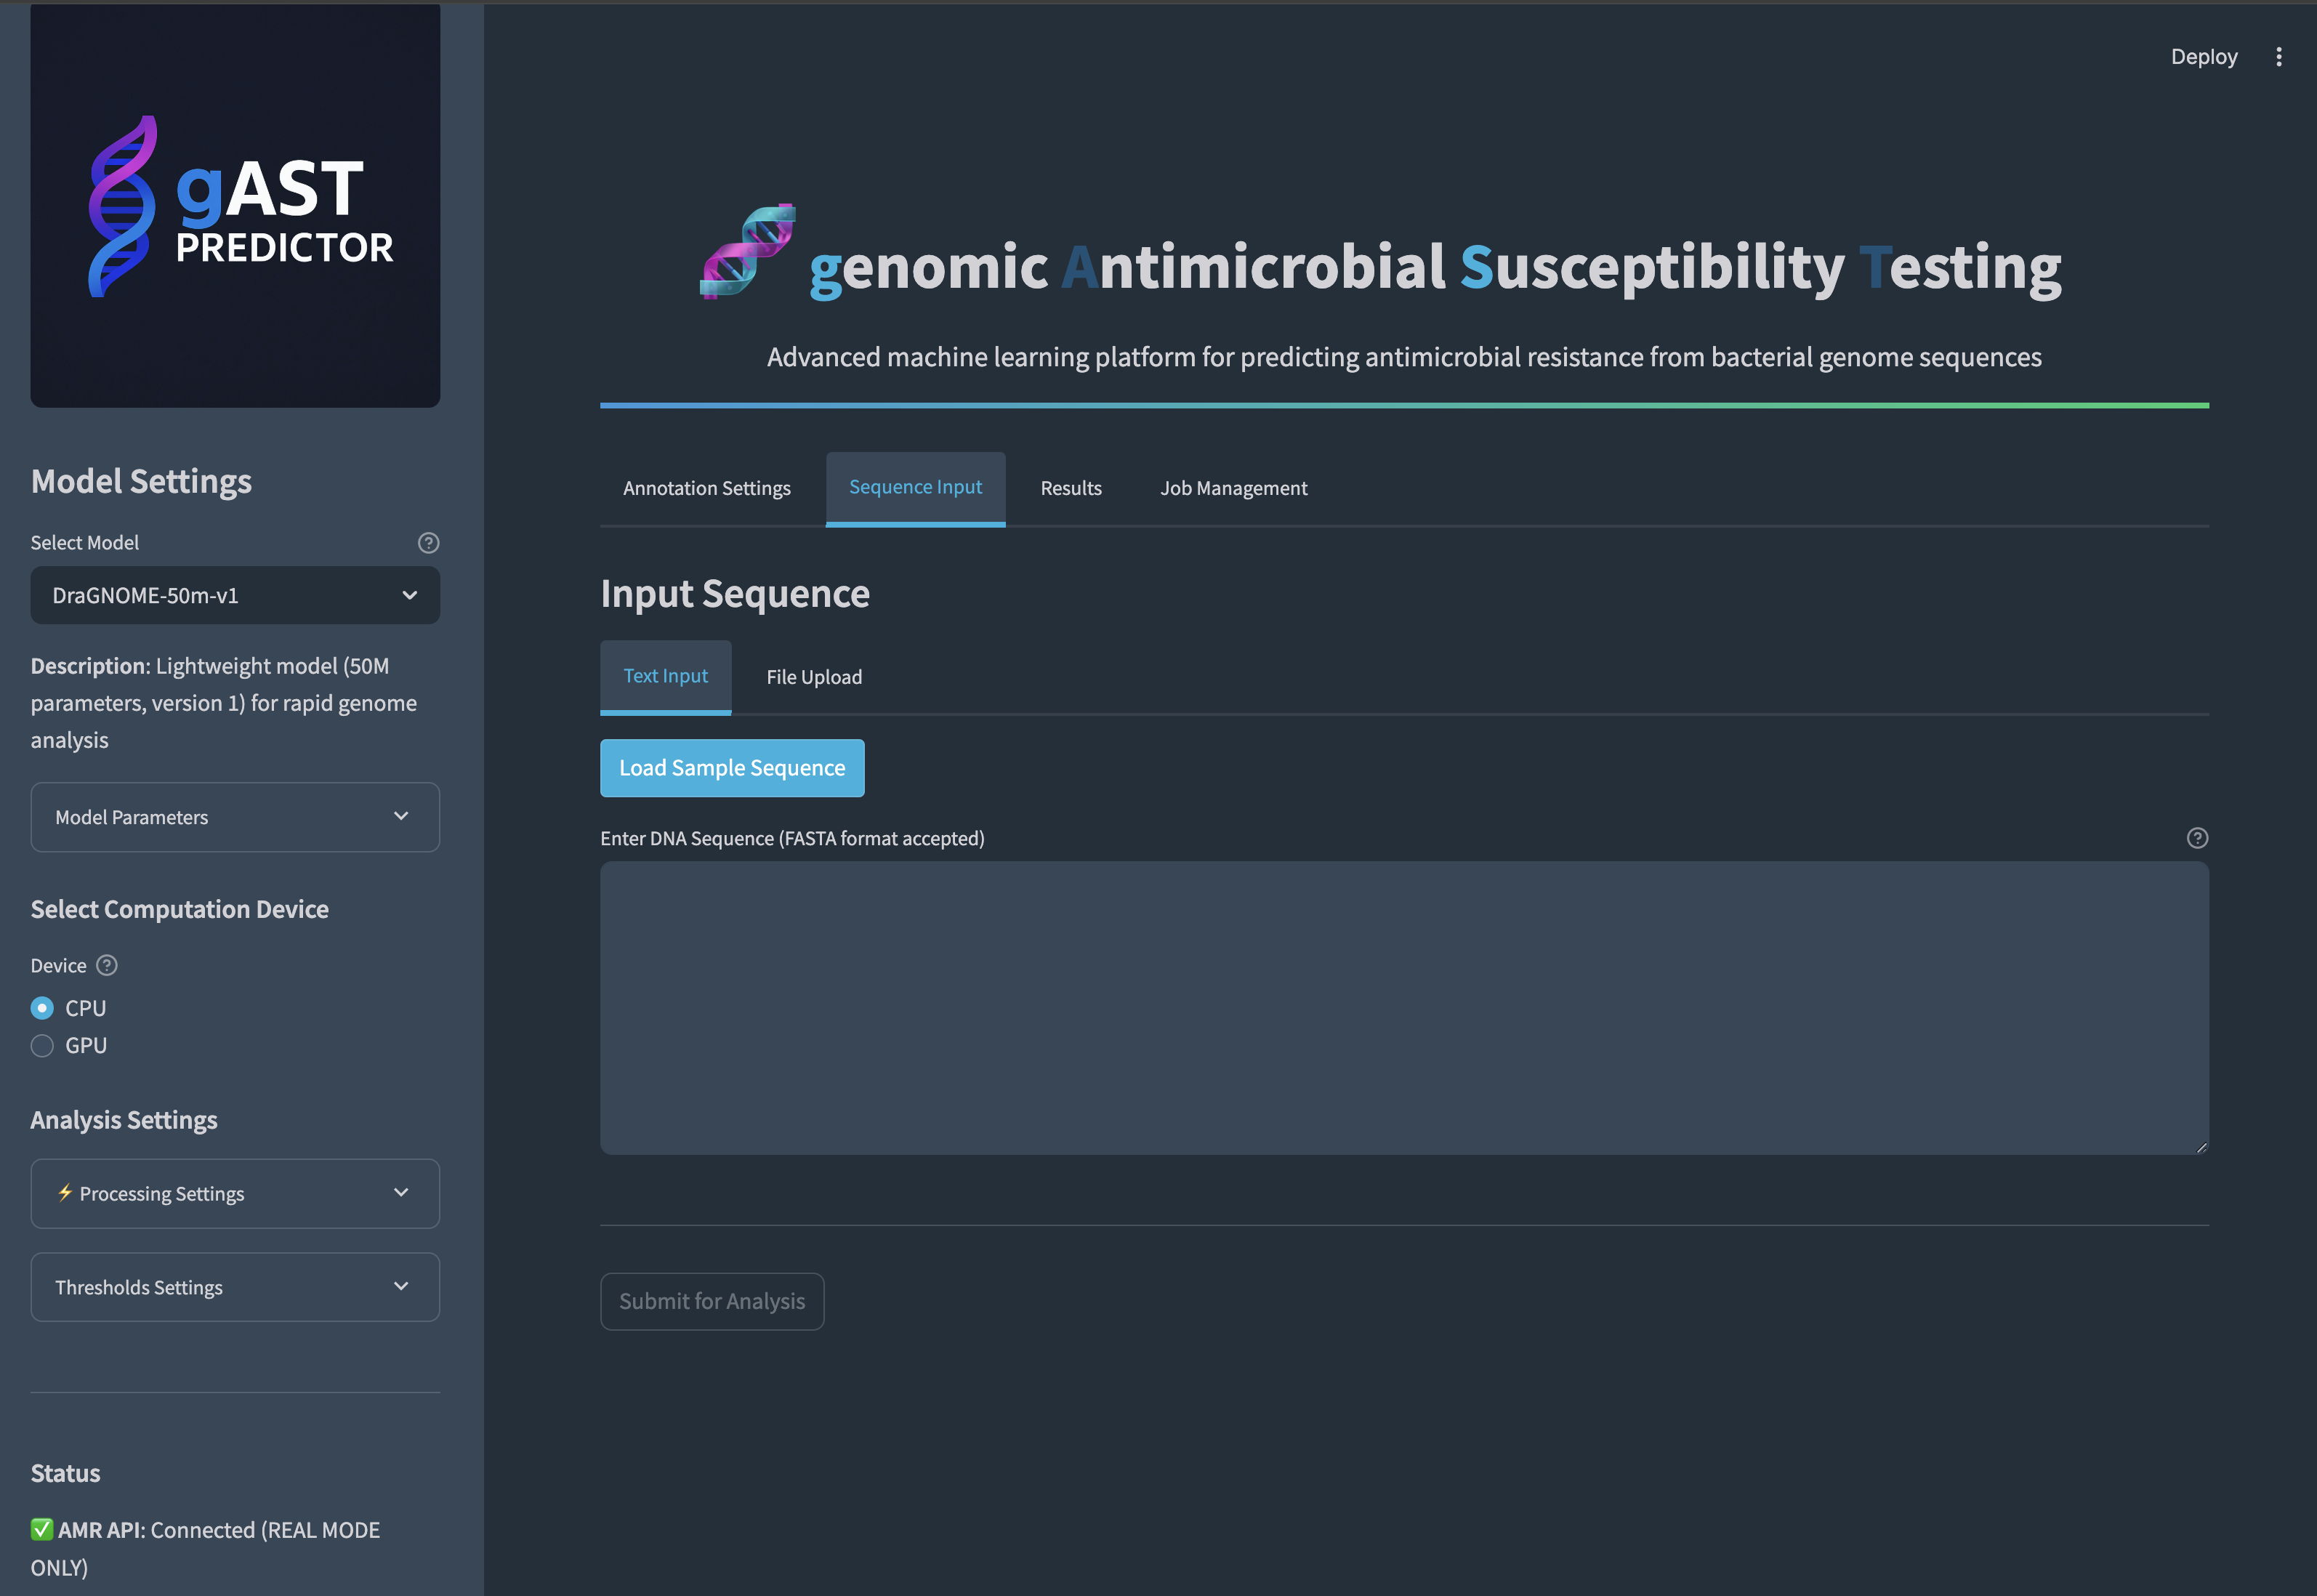 gAST
PREDICTOR
Model Settings
Select Model
DraGNOME-50m-v1
Description: Lightweight model (50M
parameters, version 1) for rapid genome
analysis
Model Parameters
Select Computation Device
Device
CPU
GPU
Analysis Settings
⚡ Processing Settings
Thresholds Settings
Status
✅ AMR API: Connected (REAL MODE
ONLY)
Deploy
genomic Antimicrobial Susceptibility Testing
Advanced machine learning platform for predicting antimicrobial resistance from bacterial genome sequences
Annotation Settings Sequence Input Results Job Management
Input Sequence
Text Input File Upload
Load Sample Sequence
Enter DNA Sequence (FASTA format accepted)
Submit for Analysis